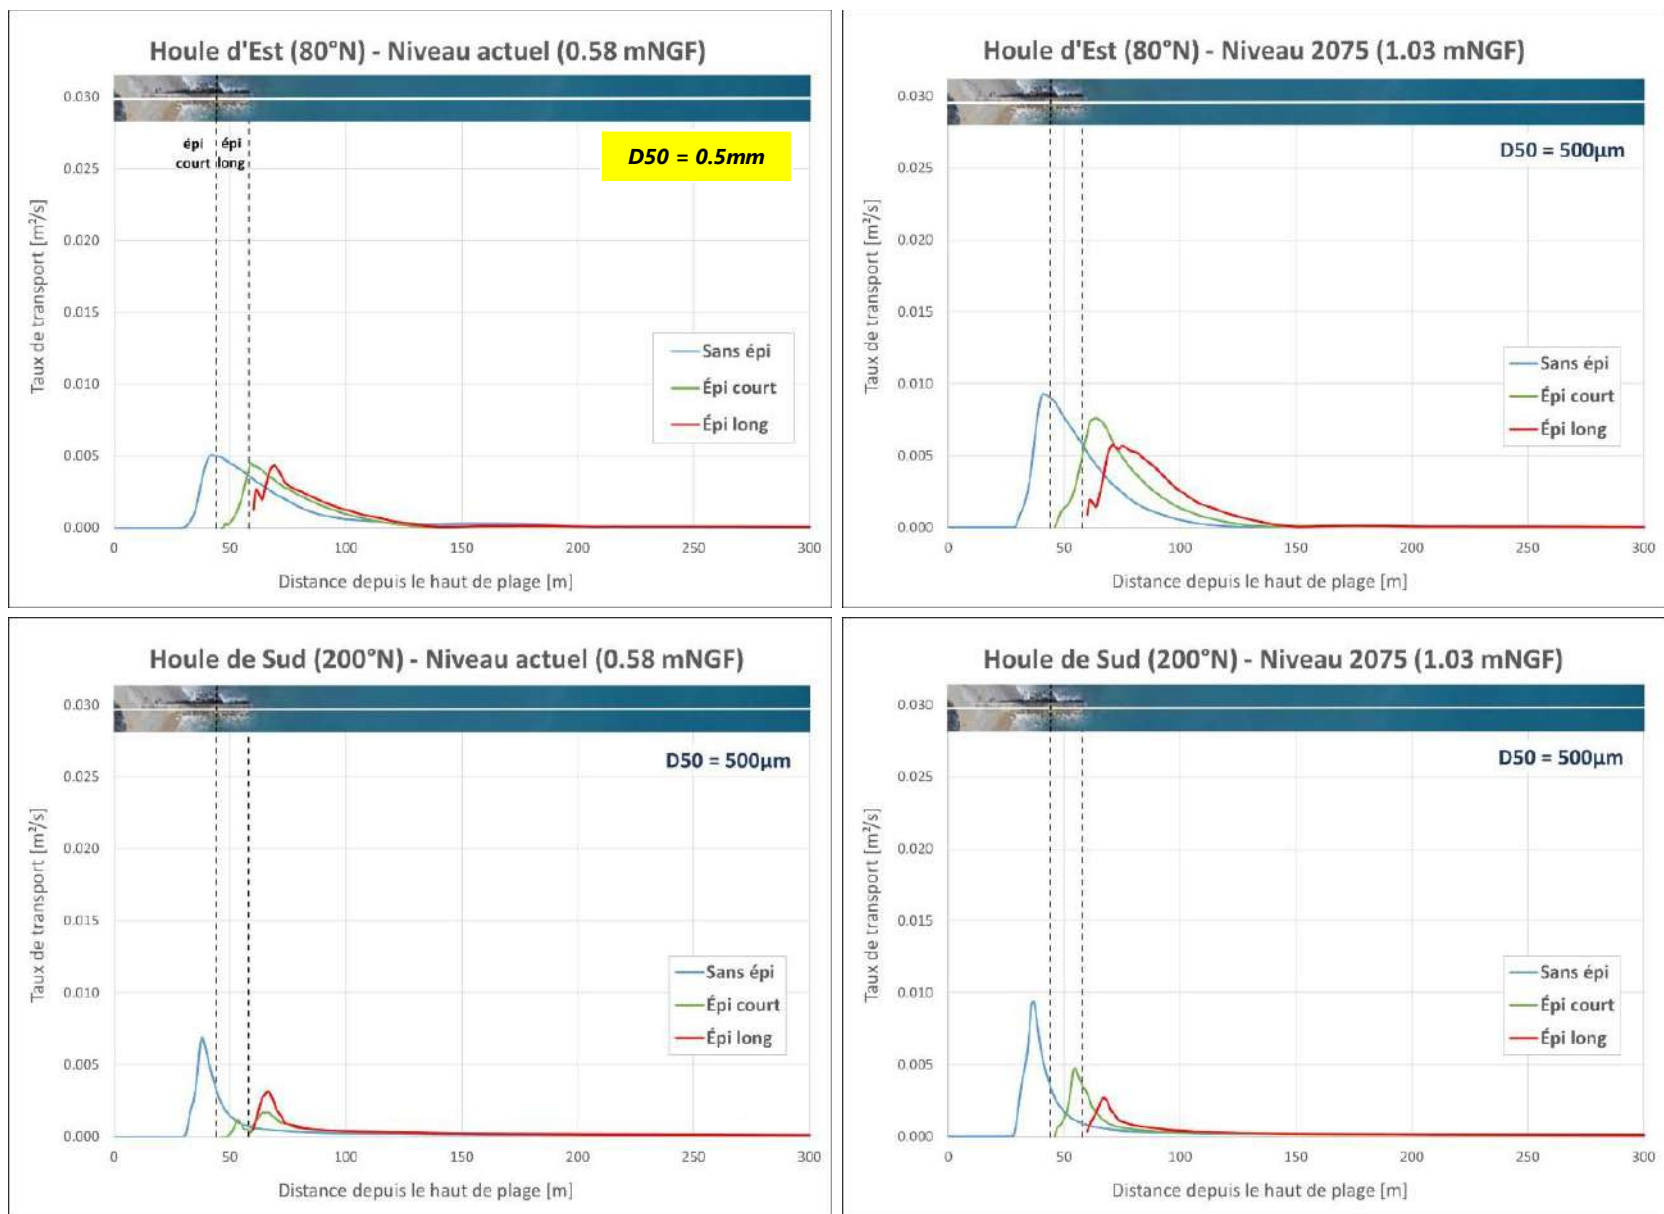 Houle d'Est (80°N) - Niveau actuel (0.58 mNGF)
0.030
0.025
0.020
0.015
0.010
0.005
0.000
Taux de transport [m²/s]
épi épi
court long
D50 = 0.5mm
Sans épi
Épi court
Épi long
0 50 100 150 200 250 300
Distance depuis le haut de plage [m]
Houle d'Est (80°N) - Niveau 2075 (1.03 mNGF)
0.030
0.025
0.020
0.015
0.010
0.005
0.000
Taux de transport [m²/s]
D50 = 500µm
Sans épi
Épi court
Épi long
0 50 100 150 200 250 300
Distance depuis le haut de plage [m]
Houle de Sud (200°N) - Niveau actuel (0.58 mNGF)
0.030
0.025
0.020
0.015
0.010
0.005
0.000
Taux de transport [m²/s]
D50 = 500µm
Sans épi
Épi court
Épi long
0 50 100 150 200 250 300
Distance depuis le haut de plage [m]
Houle de Sud (200°N) - Niveau 2075 (1.03 mNGF)
0.030
0.025
0.020
0.015
0.010
0.005
0.000
Taux de transport [m²/s]
D50 = 500µm
Sans épi
Épi court
Épi long
0 50 100 150 200 250 300
Distance depuis le haut de plage [m]